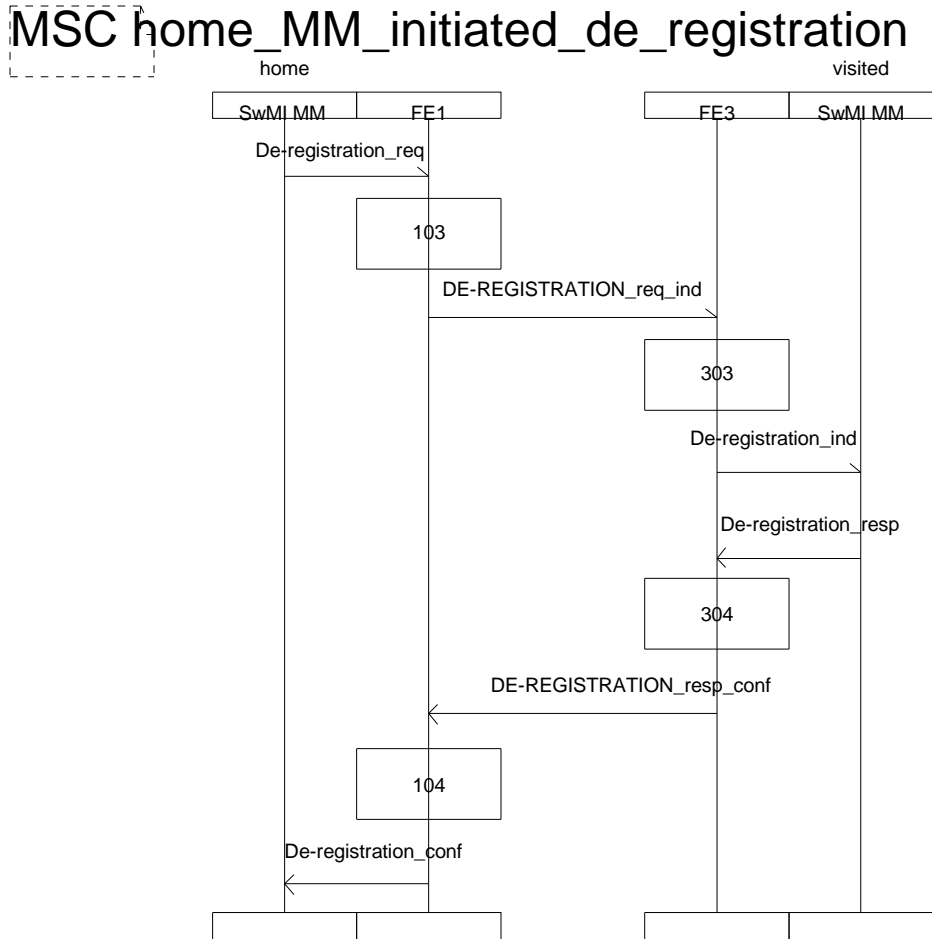 MSC home_MM_initiated_de_registration
home visited
SwMI MM FE1 FE3 SwMI MM
De-registration_req
103
DE-REGISTRATION_req_ind
303
De-registration_ind
De-registration_resp
304
DE-REGISTRATION_resp_conf
104
De-registration_conf